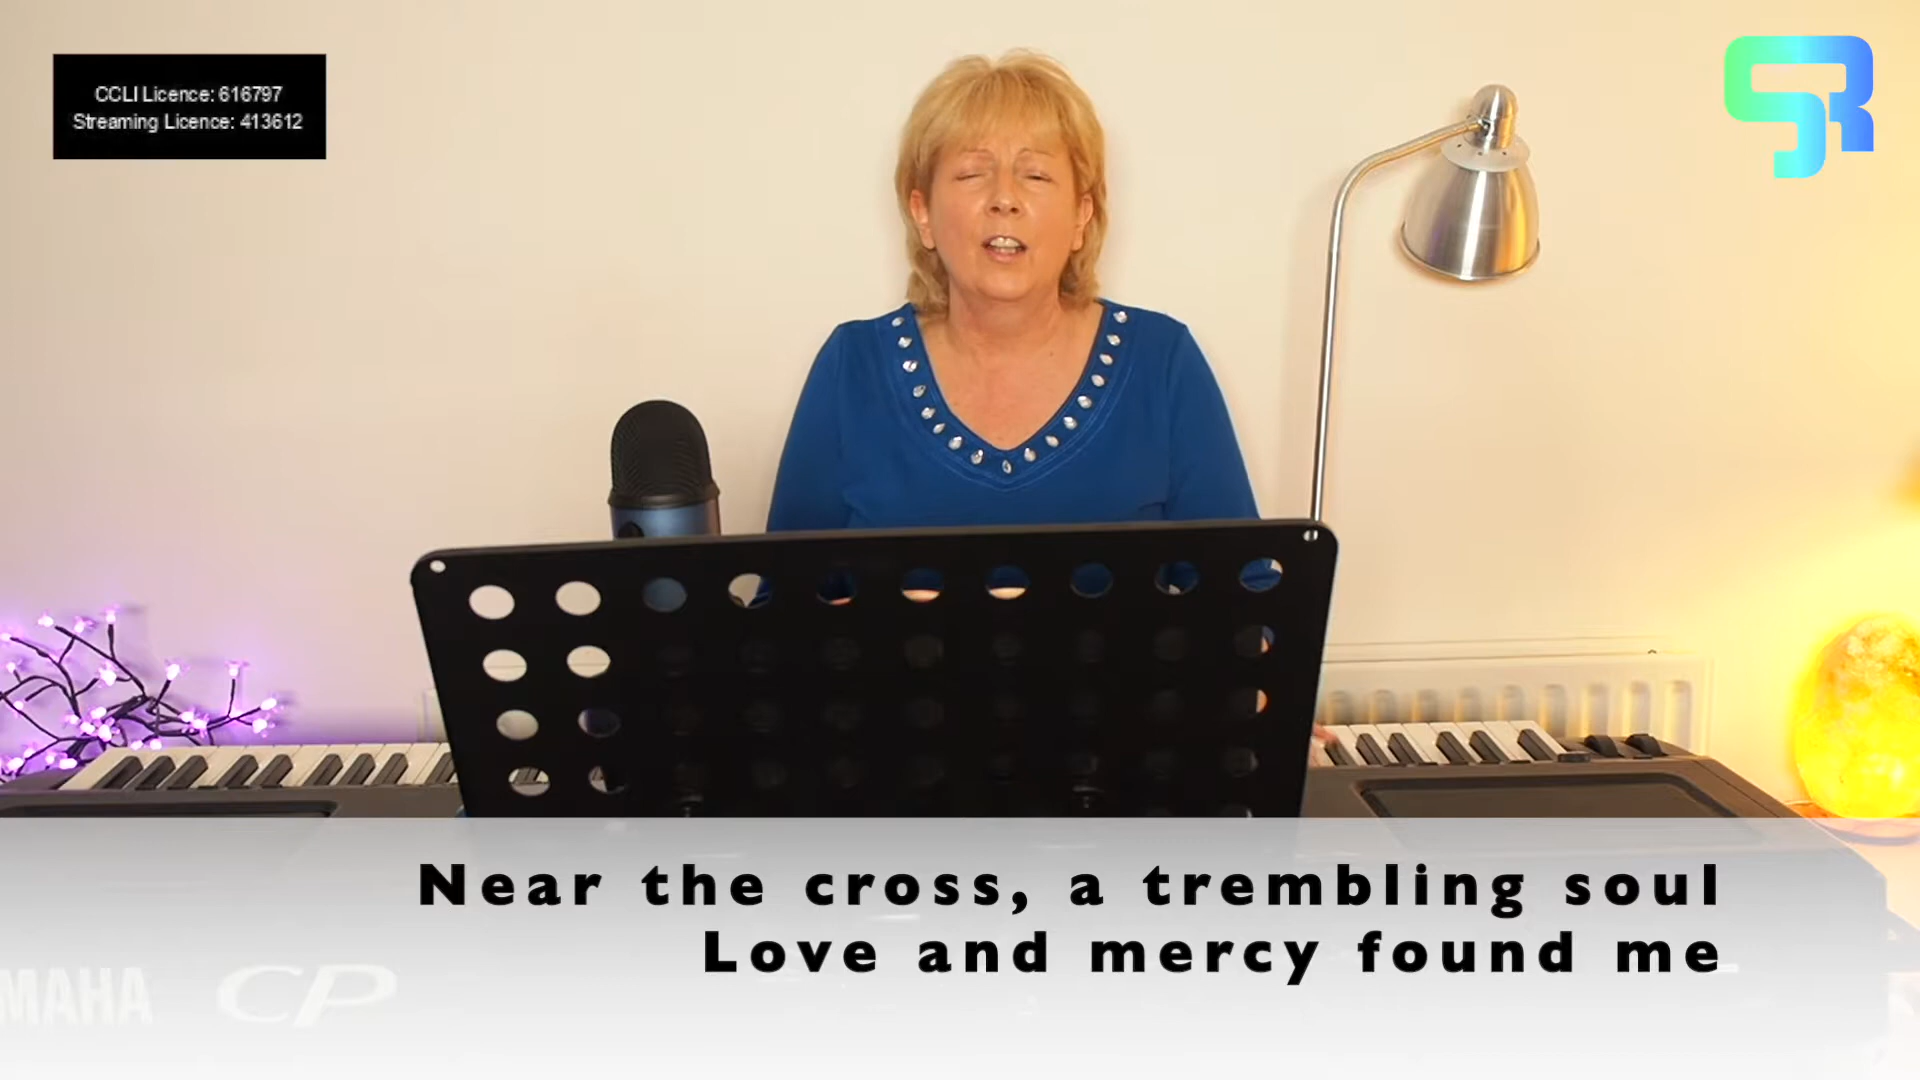 CCLI Licence: 616797
Streaming Licence: 413612
Near the cross, a trembling soul
Love and mercy found me
MAHA CP